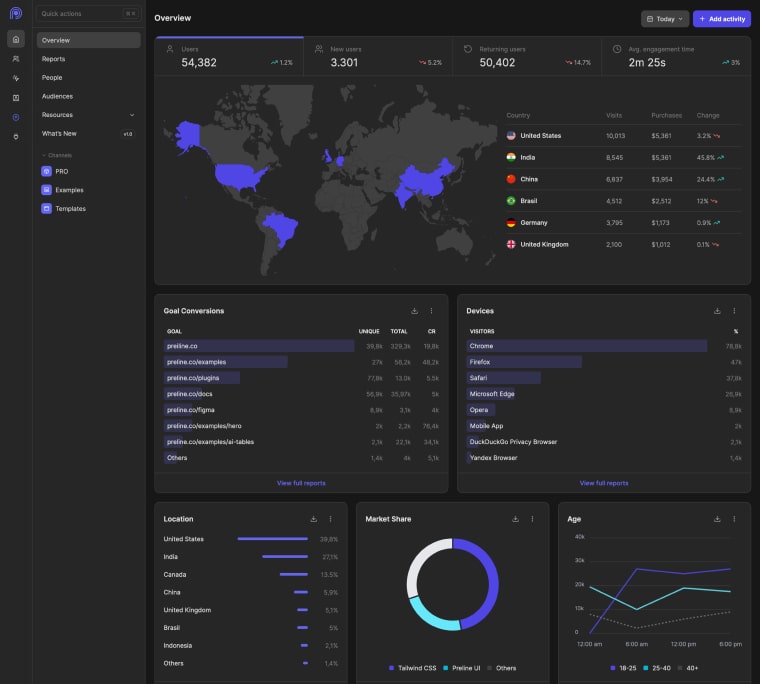 Quick actions
Overview
Reports
People
Audiences
Resources
What's New v1.0
Channels
PRO
Examples
Templates
Overview
Today
+ Add activity
Users
54,382 1.2%
New users
3.301 5.2%
Returning users
50,402 14.7%
Avg. engagement time
2m 25s 3%
Country Visits Purchases Change
United States 10,013 $5,361 3.2%
India 8,545 $5,361 45.8%
China 6,937 $3,954 24.4%
Brasil 4,512 $2,512 12%
Germany 3,795 $1,173 0.9%
United Kingdom 2,100 $1,012 0.1%
Goal Conversions
GOAL UNIQUE TOTAL CR
preiline.co 39,8k 329,3k 19,8k
preline.co/examples 27k 56,2k 48,2k
preline.co/plugins 77,8k 13,0k 5,5k
preline.co/docs 56,9k 35,97k 5k
preline.co/figma 6,9k 3,1k 4k
preline.co/examples/hero 2k 2,2k 76,4k
preline.co/examples/ai-tables 2,1k 22,1k 34,1k
Others 1,4k 4k 5,1k
View full reports
Devices
VISITORS %
Chrome 78,8k
Firefox 47k
Safari 37,8k
Microsoft Edge 26,9k
Opera 6,9k
Mobile App 2k
DuckDuckGo Privacy Browser 2,1k
Yandex Browser 1,4k
View full reports
Location
United States 39,8%
India 27,1%
Canada 13.5%
China 5,9%
United Kingdom 5,1%
Brasil 5%
Indonesia 2,1%
Others 1,4%
Market Share
Tailwind CSS Preline UI Others
Age
40k
30k
20k
10k
0
12:00 am 6:00 am 12:00 pm 6:00 pm
18-25 25-40 40+